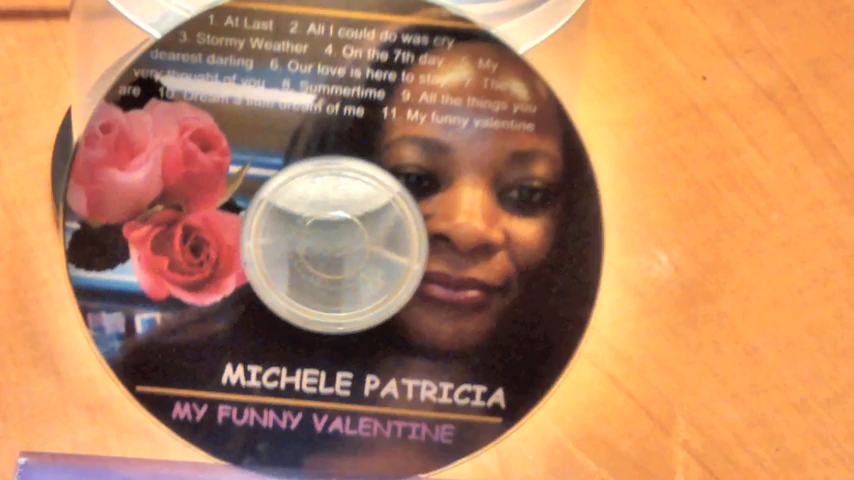 1. At Last 2. All I could do was cry
3. Stormy Weather 4. On the 7th day 5. My
dearest darling 6. Our love is here to stay 7. The
very thought of you 8. Summertime 9. All the things you
are 10. Dream a little dream of me 11. My funny valentine
MICHELE PATRICIA
MY FUNNY VALENTINE